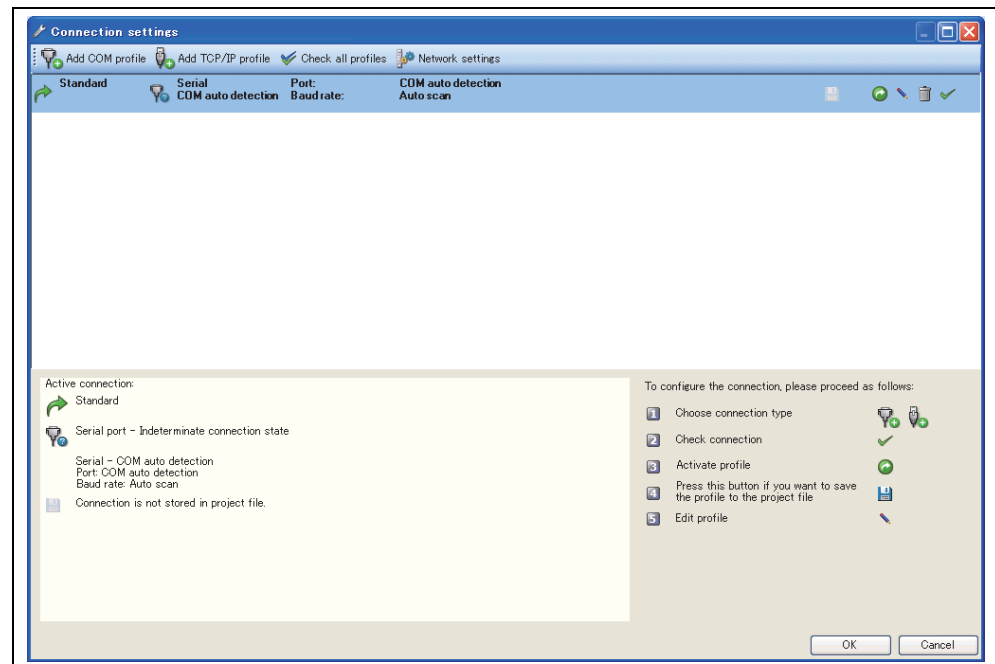 Connection settings
Add COM profile Add TCP/IP profile Check all profiles Network settings
Standard Serial Port: COM auto detection
COM auto detection Baud rate: Auto scan
Active connection:
Standard
Serial port - Indeterminate connection state
Serial - COM auto detection
Port: COM auto detection
Baud rate: Auto scan
Connection is not stored in project file.
To configure the connection, please proceed as follows:
1 Choose connection type
2 Check connection
3 Activate profile
4 Press this button if you want to save
the profile to the project file
5 Edit profile
OK Cancel